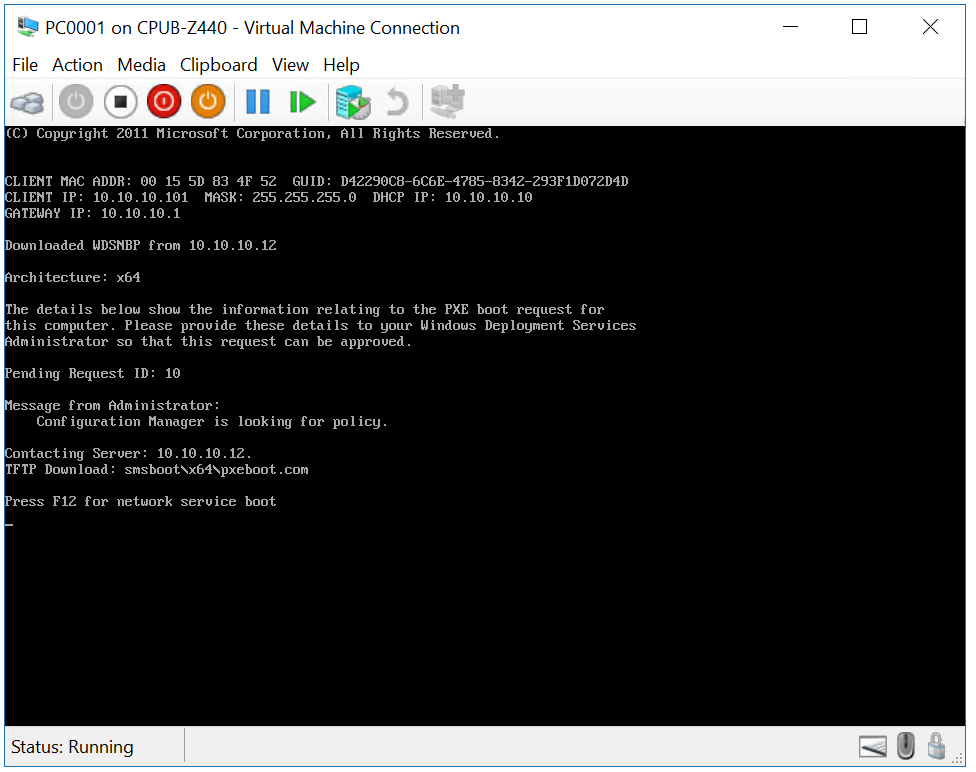 PC0001 on CPUB-Z440 - Virtual Machine Connection
File Action Media Clipboard View Help
(C) Copyright 2011 Microsoft Corporation, All Rights Reserved.
CLIENT MAC ADDR: 00 15 5D 83 4F 52 GUID: D42290C8-6C6E-4785-8342-293F1D072D4D
CLIENT IP: 10.10.10.101 MASK: 255.255.255.0 DHCP IP: 10.10.10.10
GATEWAY IP: 10.10.10.1
Downloaded WDSNBP from 10.10.10.12
Architecture: x64
The details below show the information relating to the PXE boot request for
this computer. Please provide these details to your Windows Deployment Services
Administrator so that this request can be approved.
Pending Request ID: 10
Message from Administrator:
Configuration Manager is looking for policy.
Contacting Server: 10.10.10.12.
TFTP Download: smsboot\x64\pxeboot.com
Press F12 for network service boot
_
Status: Running